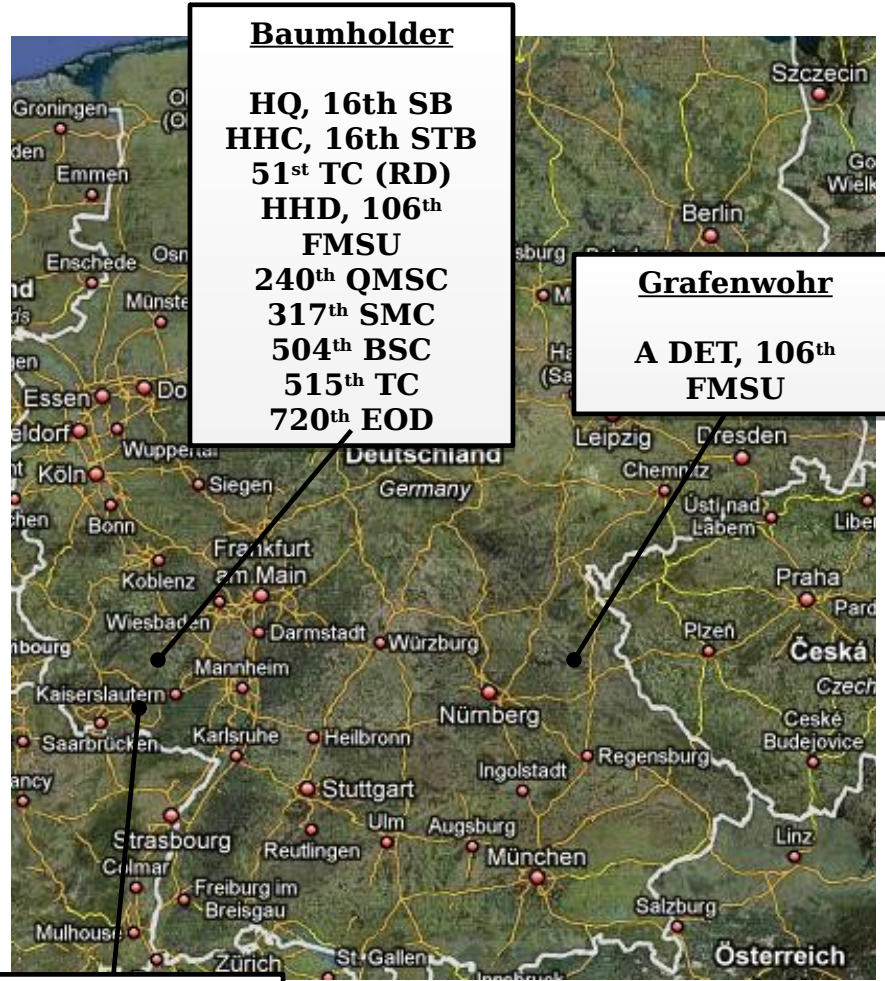 Baumholder
HQ, 16th SB
HHC, 16th STB
51st TC (RD)
HHD, 106th
FMSU
240th QMSC
317th SMC
504th BSC
515th TC
720th EOD
Grafenwohr
A DET, 106th
FMSU
Szczecin
Groningen
Emmen
Berlin
Enschede
Essen
Leipzig
Dresden
Wuppertal
Deutschland
Chemnitz
Köln
Siegen
Germany
Ústí nad
Labem
Bonn
Frankfurt
am Main
Koblenz
Praha
Wiesbaden
Darmstadt
Würzburg
Plzeň
Česká
Mannheim
Kaiserslautern
Nürnberg
České
Budejovice
Saarbrücken
Karlsruhe
Heilbronn
Regensburg
Ingolstadt
Stuttgart
Strasbourg
Ulm
Augsburg
Linz
Reutlingen
München
Colmar
Freiburg im
Breisgau
Salzburg
Mulhouse
Zürich
St. Gallen
Österreich